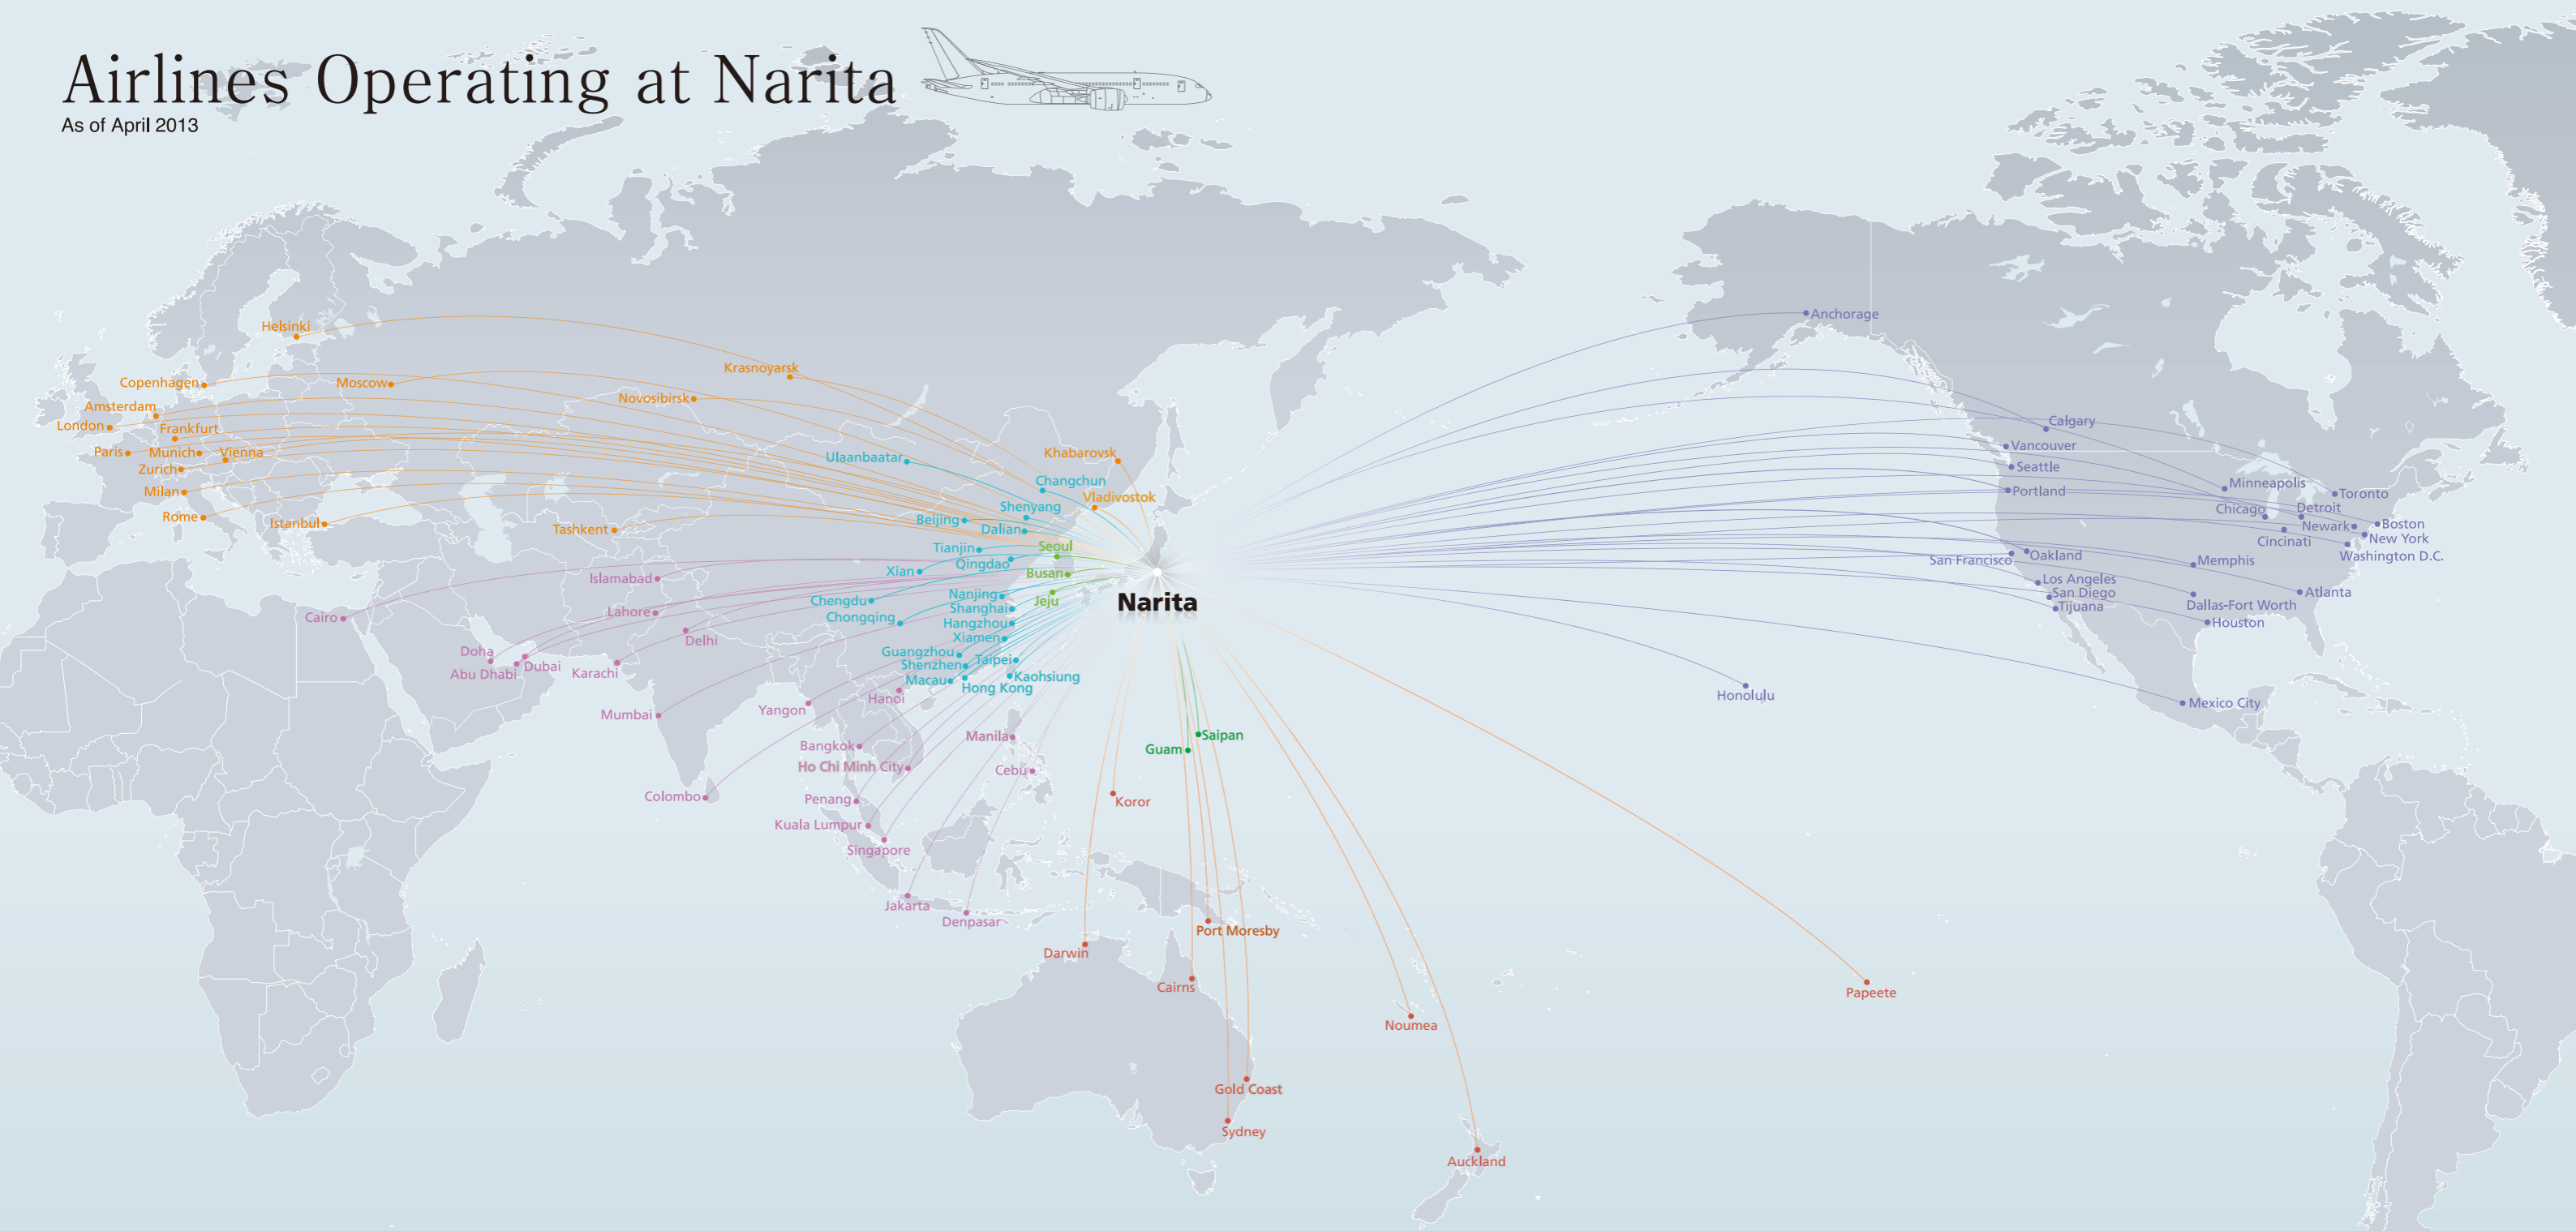 Airlines Operating at Narita
As of April 2013
Helsinki
Copenhagen
Moscow
Amsterdam
London
Frankfurt
Paris
Munich
Vienna
Zurich
Milan
Rome
Istanbul
Krasnoyarsk
Novosibirsk
Tashkent
Khabarovsk
Vladivostok
Ulaanbaatar
Changchun
Shenyang
Beijing
Dalian
Tianjin
Qingdao
Xian
Seoul
Busan
Jeju
Chengdu
Chongqing
Nanjing
Shanghai
Hangzhou
Xiamen
Guangzhou
Shenzhen
Taipei
Macau
Hong Kong
Kaohsiung
Narita
Islamabad
Lahore
Delhi
Cairo
Doha
Abu Dhabi
Dubai
Karachi
Mumbai
Colombo
Yangon
Hanoi
Bangkok
Ho Chi Minh City
Manila
Cebu
Penang
Kuala Lumpur
Singapore
Jakarta
Denpasar
Saipan
Guam
Koror
Port Moresby
Darwin
Cairns
Gold Coast
Sydney
Noumea
Auckland
Papeete
Anchorage
Calgary
Vancouver
Seattle
Portland
Minneapolis
Toronto
Chicago
Detroit
Newark
Boston
New York
Cincinati
Washington D.C.
San Francisco
Oakland
Memphis
Los Angeles
San Diego
Tijuana
Dallas-Fort Worth
Atlanta
Houston
Honolulu
Mexico City